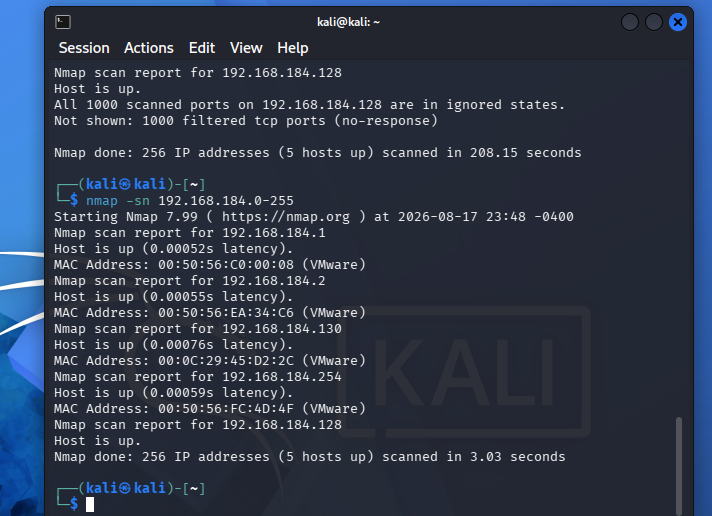 kali@kali: ~
Session Actions Edit View Help
Nmap scan report for 192.168.184.128
Host is up.
All 1000 scanned ports on 192.168.184.128 are in ignored states.
Not shown: 1000 filtered tcp ports (no-response)
Nmap done: 256 IP addresses (5 hosts up) scanned in 208.15 seconds
┌──(kali㉿kali)-[~]
└─$ nmap -sn 192.168.184.0-255
Starting Nmap 7.99 ( https://nmap.org ) at 2026-08-17 23:48 -0400
Nmap scan report for 192.168.184.1
Host is up (0.00052s latency).
MAC Address: 00:50:56:C0:00:08 (VMware)
Nmap scan report for 192.168.184.2
Host is up (0.00055s latency).
MAC Address: 00:50:56:EA:34:C6 (VMware)
Nmap scan report for 192.168.184.130
Host is up (0.00076s latency).
MAC Address: 00:0C:29:45:D2:2C (VMware)
Nmap scan report for 192.168.184.254
Host is up (0.00059s latency).
MAC Address: 00:50:56:FC:4D:4F (VMware)
Nmap scan report for 192.168.184.128
Host is up.
Nmap done: 256 IP addresses (5 hosts up) scanned in 3.03 seconds
┌──(kali㉿kali)-[~]
└─$
KALI